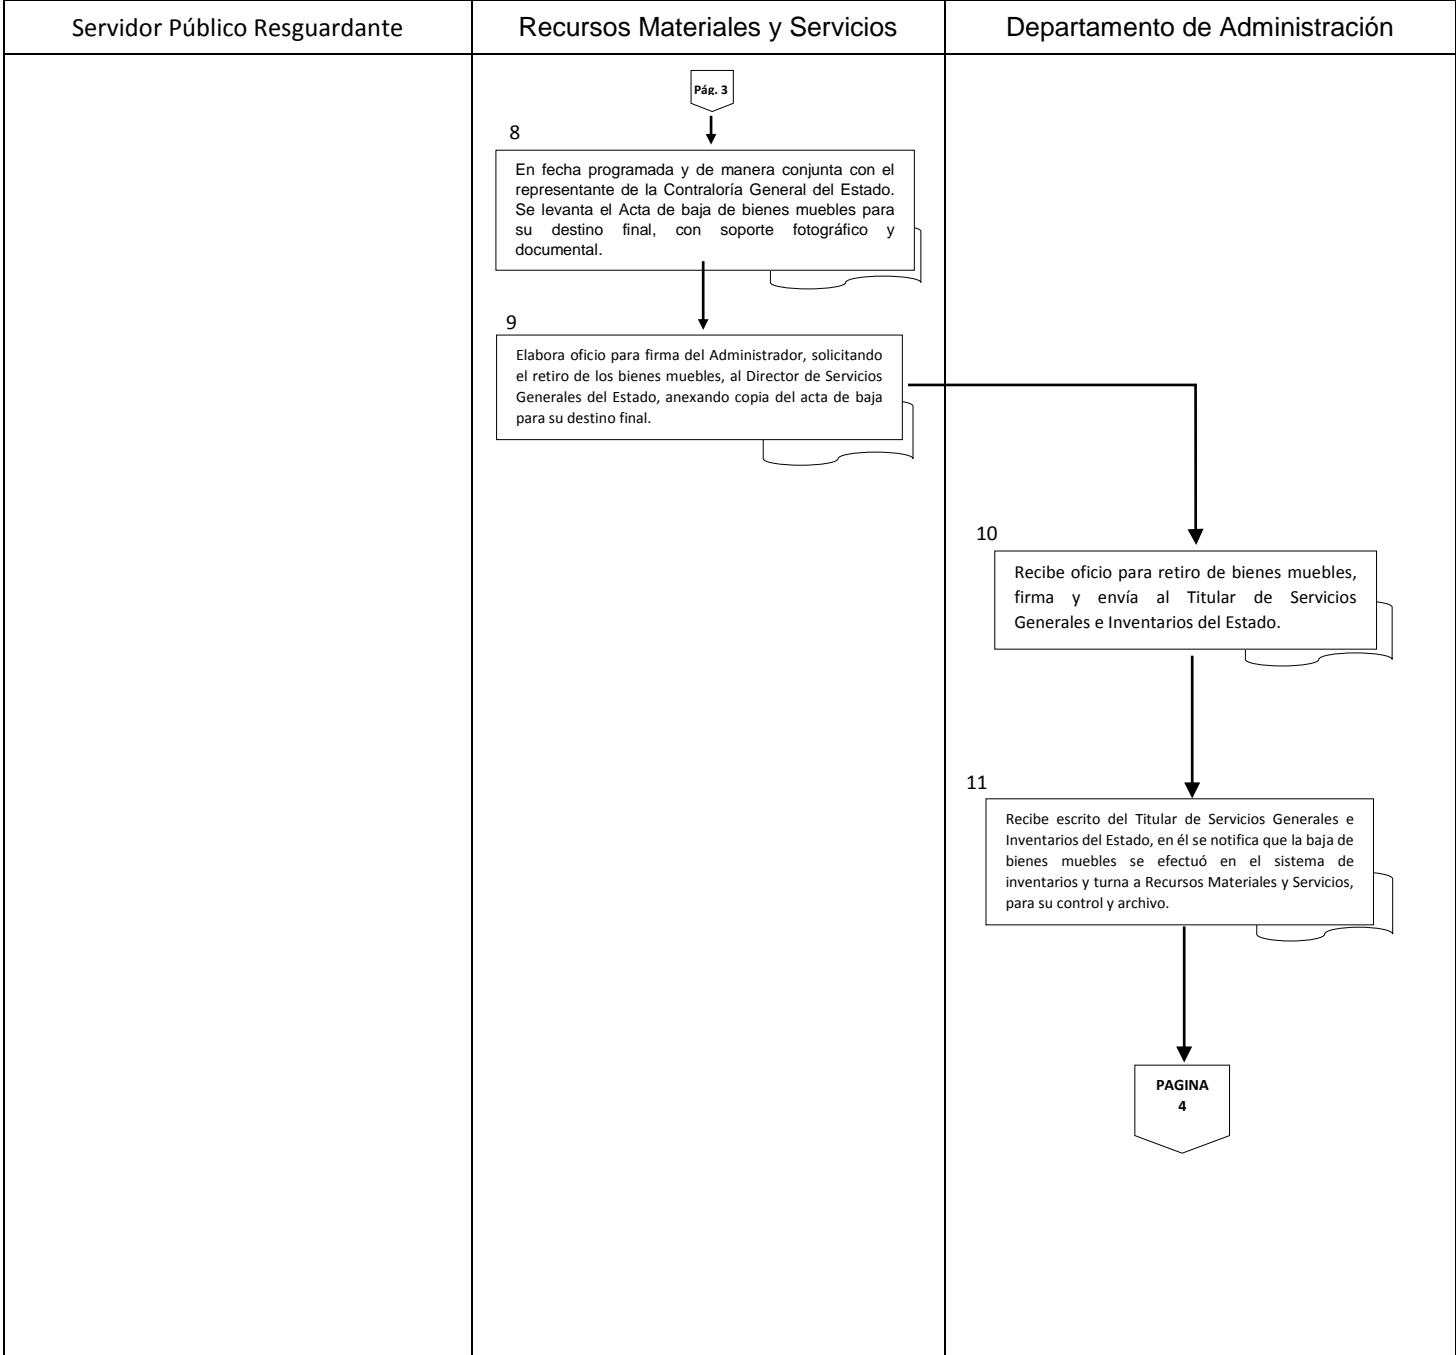 Servidor Público Resguardante
Recursos Materiales y Servicios
Departamento de Administración
Pág. 3
8
En fecha programada y de manera conjunta con el
representante de la Contraloría General del Estado.
Se levanta el Acta de baja de bienes muebles para
su destino final, con soporte fotográfico y
documental.
9
Elabora oficio para firma del Administrador, solicitando
el retiro de los bienes muebles, al Director de Servicios
Generales del Estado, anexando copia del acta de baja
para su destino final.
10
Recibe oficio para retiro de bienes muebles,
firma y envía al Titular de Servicios
Generales e Inventarios del Estado.
11
Recibe escrito del Titular de Servicios Generales e
Inventarios del Estado, en él se notifica que la baja de
bienes muebles se efectuó en el sistema de
inventarios y turna a Recursos Materiales y Servicios,
para su control y archivo.
PAGINA
4